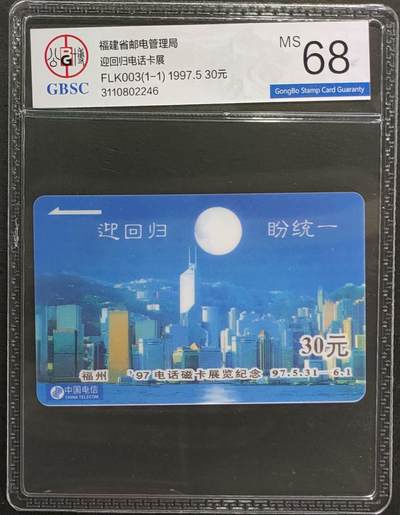 福建省邮电管理局
迎回归电话卡展
FLK003(1-1) 1997.5 30元
3110802246
GBSC
MS 68
GongBo Stamp Card Guaranty
迎回归 盼统一
30元
福州 '97电话磁卡展览纪念 97.5.31—6.1
中国电信
CHINA TELECOM